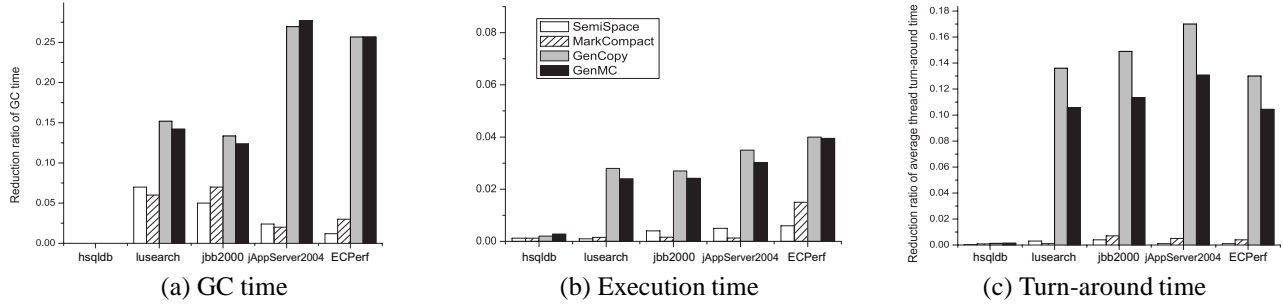 Reduction ratio of GC time
0.25
0.20
0.15
0.10
0.05
0.00
hsqldb lusearch jbb2000 jAppServer2004 ECPerf
(a) GC time
SemiSpace
MarkCompact
GenCopy
GenMC
0.08
0.06
0.04
0.02
0.00
hsqldb lusearch jbb2000 jAppServer2004 ECPerf
(b) Execution time
Reduction ratio of average thread turn-around time
0.18
0.16
0.14
0.12
0.10
0.08
0.06
0.04
0.02
0.00
hsqldb lusearch jbb2000 jAppServer2004 ECPerf
(c) Turn-around time